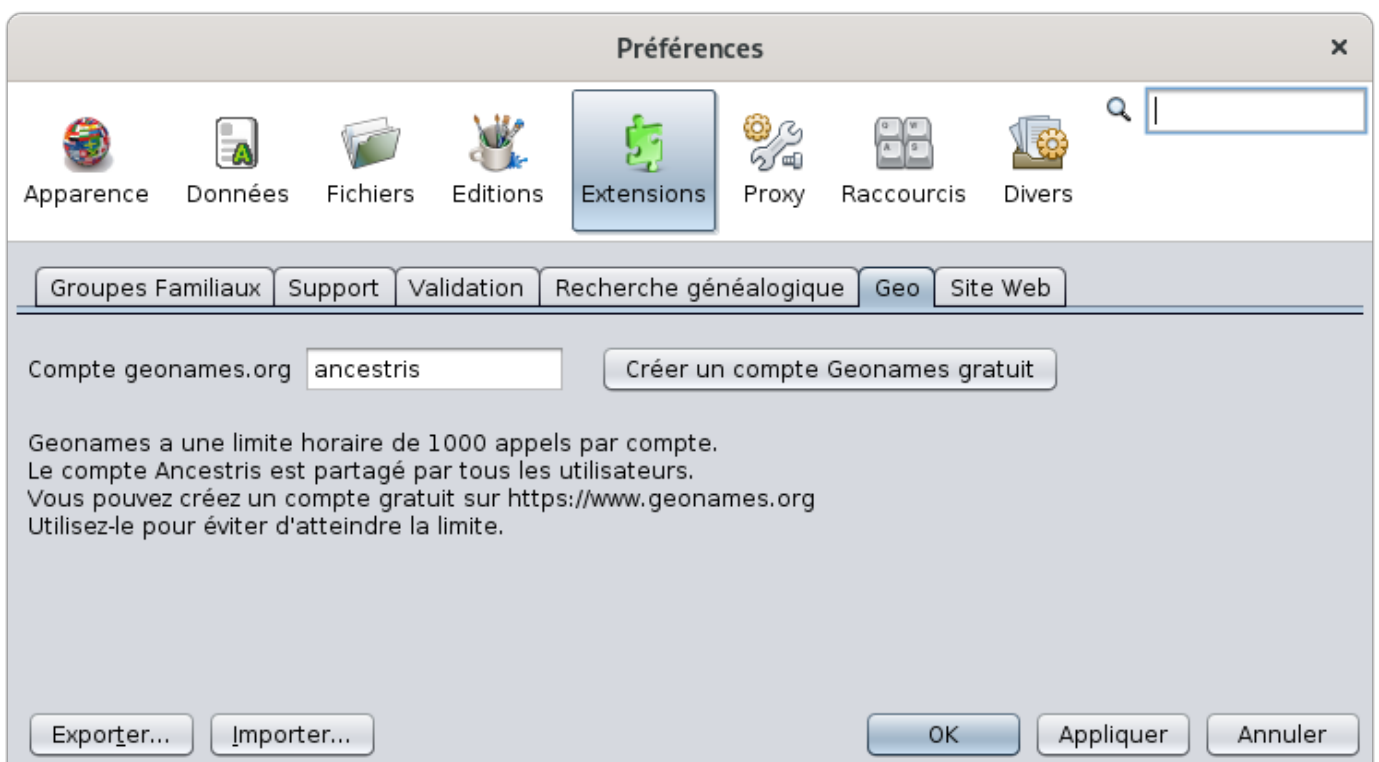 Préférences
Apparence Données Fichiers Editions Extensions Proxy Raccourcis Divers
Groupes Familiaux Support Validation Recherche généalogique Geo Site Web
Compte geonames.org ancestris Créer un compte Geonames gratuit
Geonames a une limite horaire de 1000 appels par compte.
Le compte Ancestris est partagé par tous les utilisateurs.
Vous pouvez créez un compte gratuit sur https://www.geonames.org
Utilisez-le pour éviter d'atteindre la limite.
Exporter... Importer... OK Appliquer Annuler